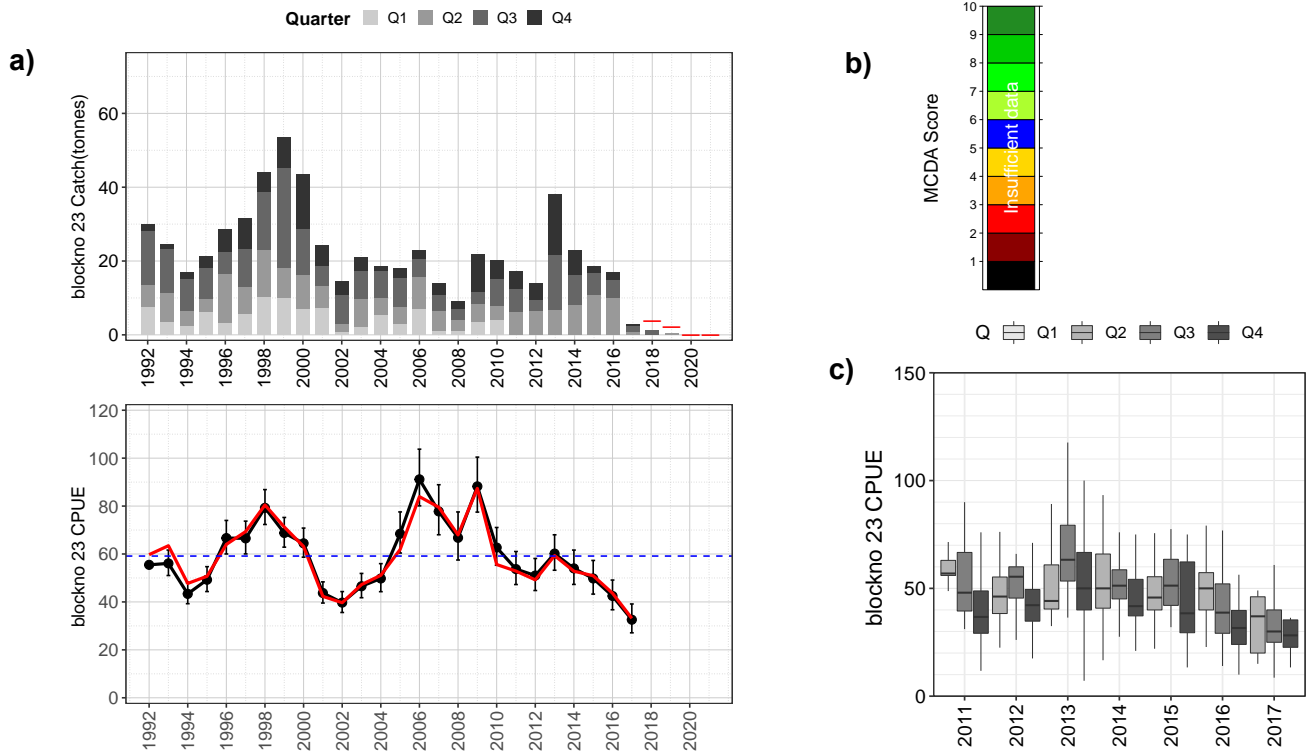 Quarter Q1 Q2 Q3 Q4
a)
blockno 23 Catch(tonnes)
60
40
20
0
1992 1994 1996 1998 2000 2002 2004 2006 2008 2010 2012 2014 2016 2018 2020
blockno 23 CPUE
120
100
80
60
40
20
0
1992 1994 1996 1998 2000 2002 2004 2006 2008 2010 2012 2014 2016 2018 2020
b)
MCDA Score
10
9
8
7
6
5
4
3
2
1
Insufficient data
Q Q1 Q2 Q3 Q4
c)
blockno 23 CPUE
150
100
50
0
2011 2012 2013 2014 2015 2016 2017